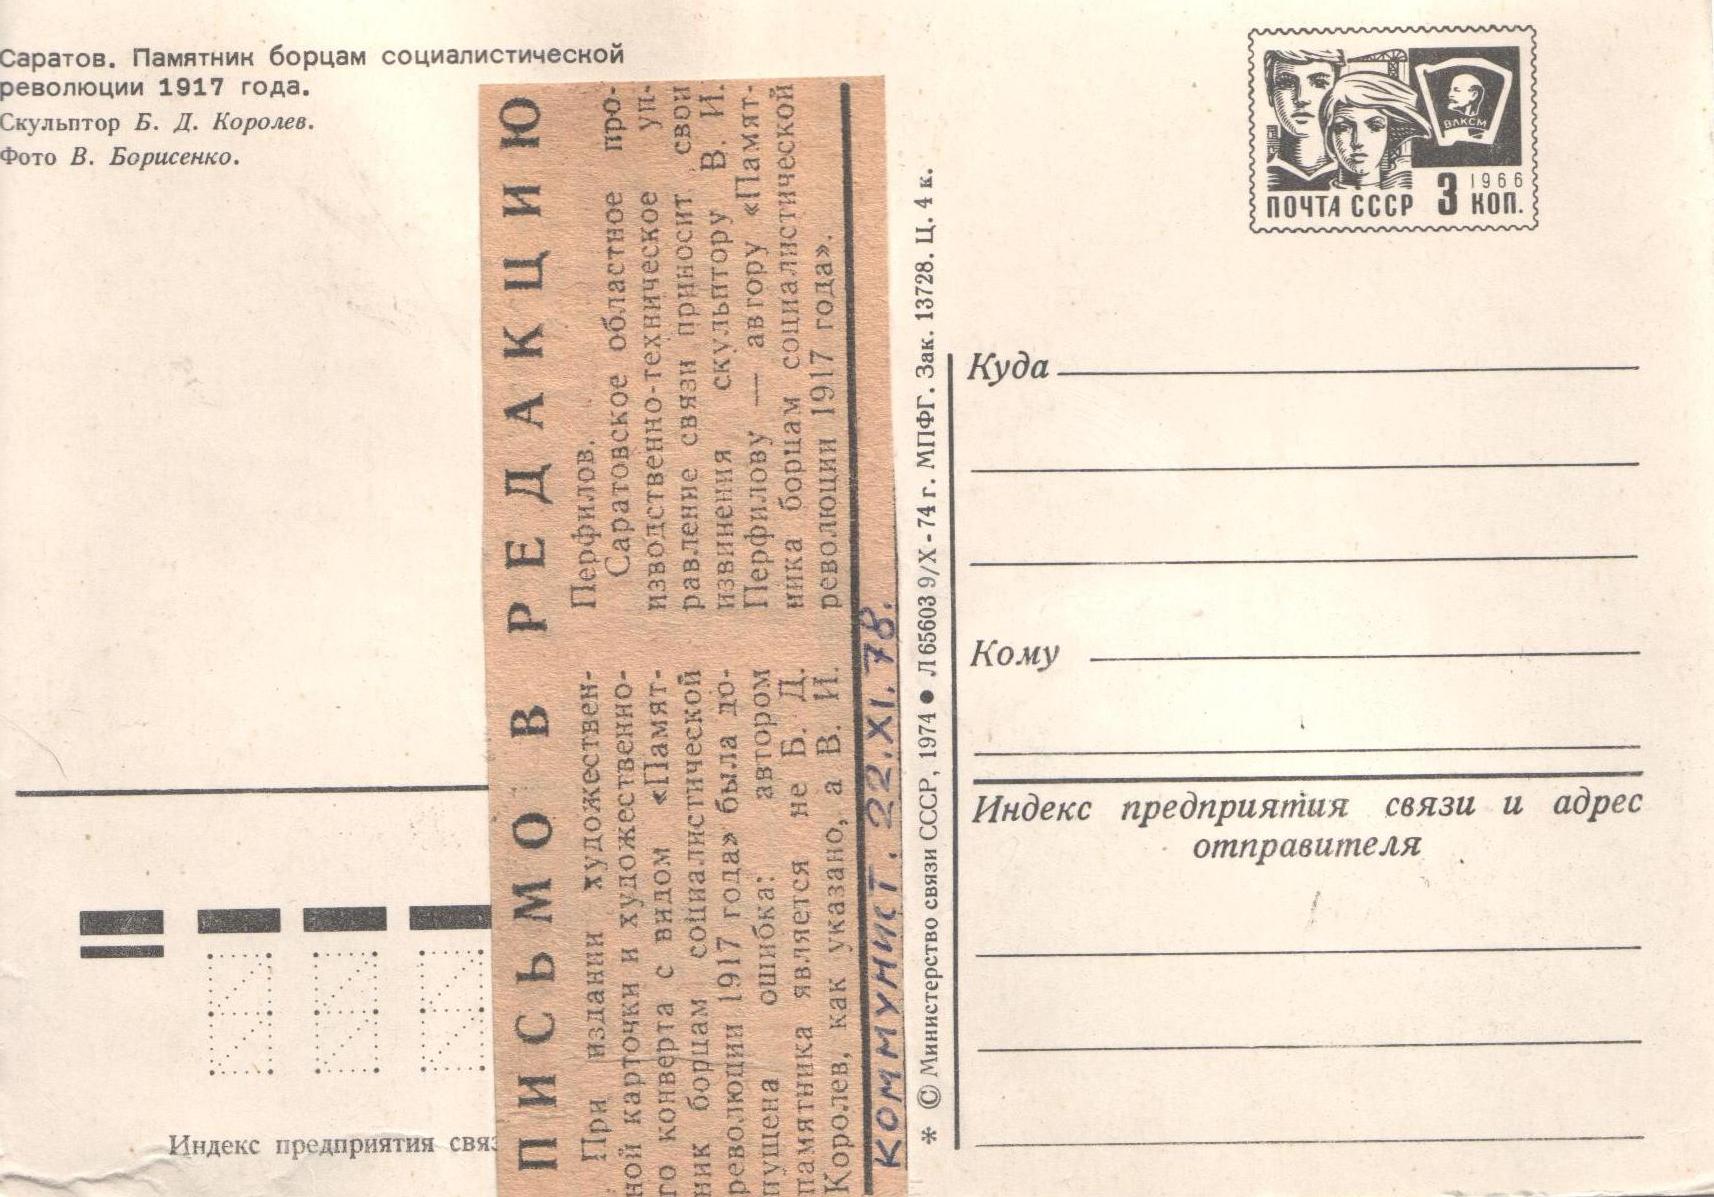 Саратов. Памятник борцам социалистической
революции 1917 года.
Скульптор Б. Д. Королев.
Фото В. Борисенко.
ВЛКСМ
1966
ПОЧТА СССР 3 КОП.
ПИСЬМО В РЕДАКЦИЮ
При издании художествен-
ной карточки и художественно-
го конверта с видом «Памят-
ник борцам социалистической
революции 1917 года» была до-
пущена ошибка: автором
памятника является не Б. Д.
Королев, как указано, а В. И.
Перфилов.
Саратовское областное про-
изводственно-техническое уп-
равление связи приносит свои
извинения скульптору В. И.
Перфилову — автору «Памят-
ника борцам социалистической
революции 1917 года».
КОММУНИСТ. 22.XI.78.
* © Министерство связи СССР, 1974 ● Л 65603 9/X-74 г. МПФГ. Зак. 13728. Ц. 4 к.
Куда
Кому
Индекс предприятия связи и адрес
отправителя
Индекс предприятия связ